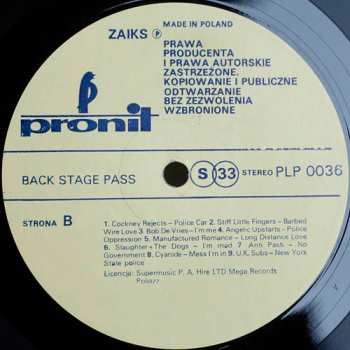 MADE IN POLAND
ZAIKS Ⓟ
PRAWA
PRODUCENTA
I PRAWA AUTORSKIE
ZASTRZEŻONE.
KOPIOWANIE I PUBLICZNE
ODTWARZANIE
BEZ ZEZWOLENIA
WZBRONIONE
pronit
BACK STAGE PASS
S 33 STEREO PLP 0036
STRONA B
1. Cockney Rejects – Police Car 2. Stiff Little Fingers – Barbed
Wire Love 3. Bob De Vries – I'm me 4. Angelic Upstarts – Police
Oppression 5. Manufactured Romance – Long Distance Love
6. Slaughter+The Dogs – I'm mad 7 Anti Pasti – No
Government 8. Cyanide – Mess I'm in 9. U.K. Subs – New York
State police
Licencja: Supermusic P. A. Hire LTD Mega Records
Poljazz